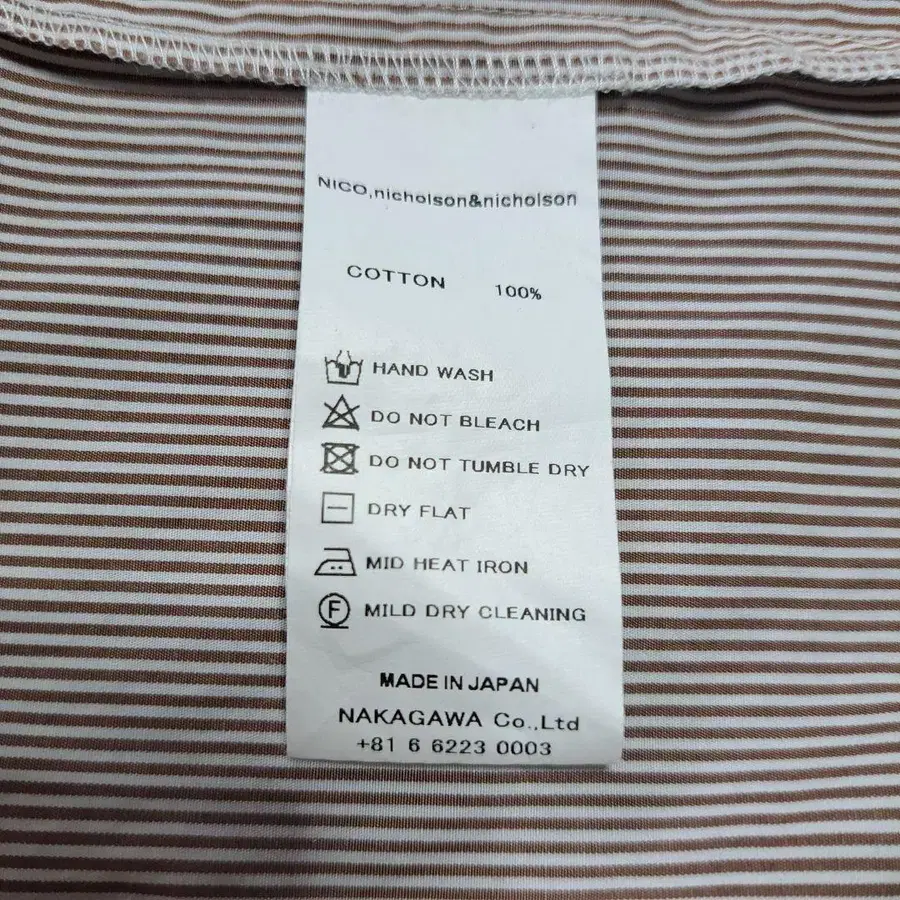 NICO,nicholson&nicholson
COTTON 100%
HAND WASH
DO NOT BLEACH
DO NOT TUMBLE DRY
DRY FLAT
MID HEAT IRON
F MILD DRY CLEANING
MADE IN JAPAN
NAKAGAWA Co.,Ltd
+81 6 6223 0003